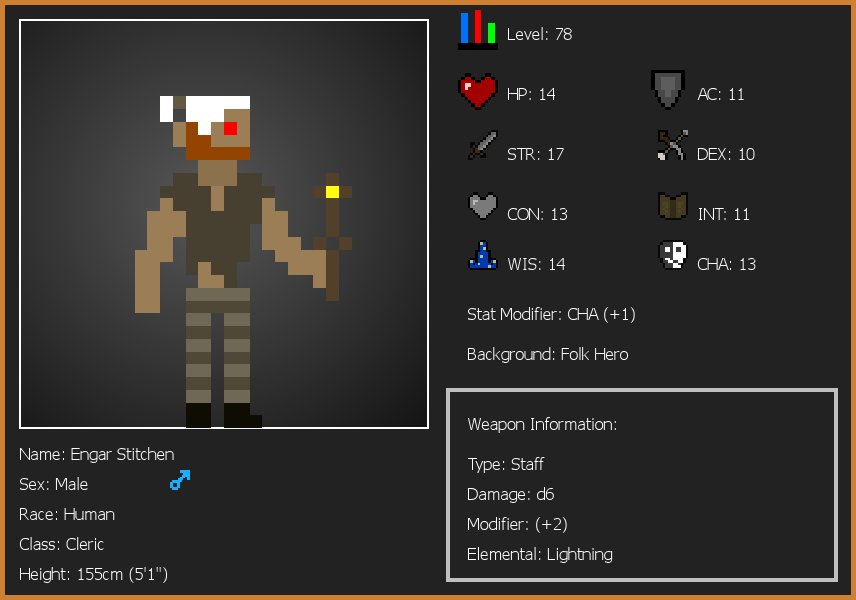 Level: 78
HP: 14
AC: 11
STR: 17
DEX: 10
CON: 13
INT: 11
WIS: 14
CHA: 13
Stat Modifier: CHA (+1)
Background: Folk Hero
Weapon Information:
Type: Staff
Damage: d6
Modifier: (+2)
Elemental: Lightning
Name: Engar Stitchen
Sex: Male
Race: Human
Class: Cleric
Height: 155cm (5'1")